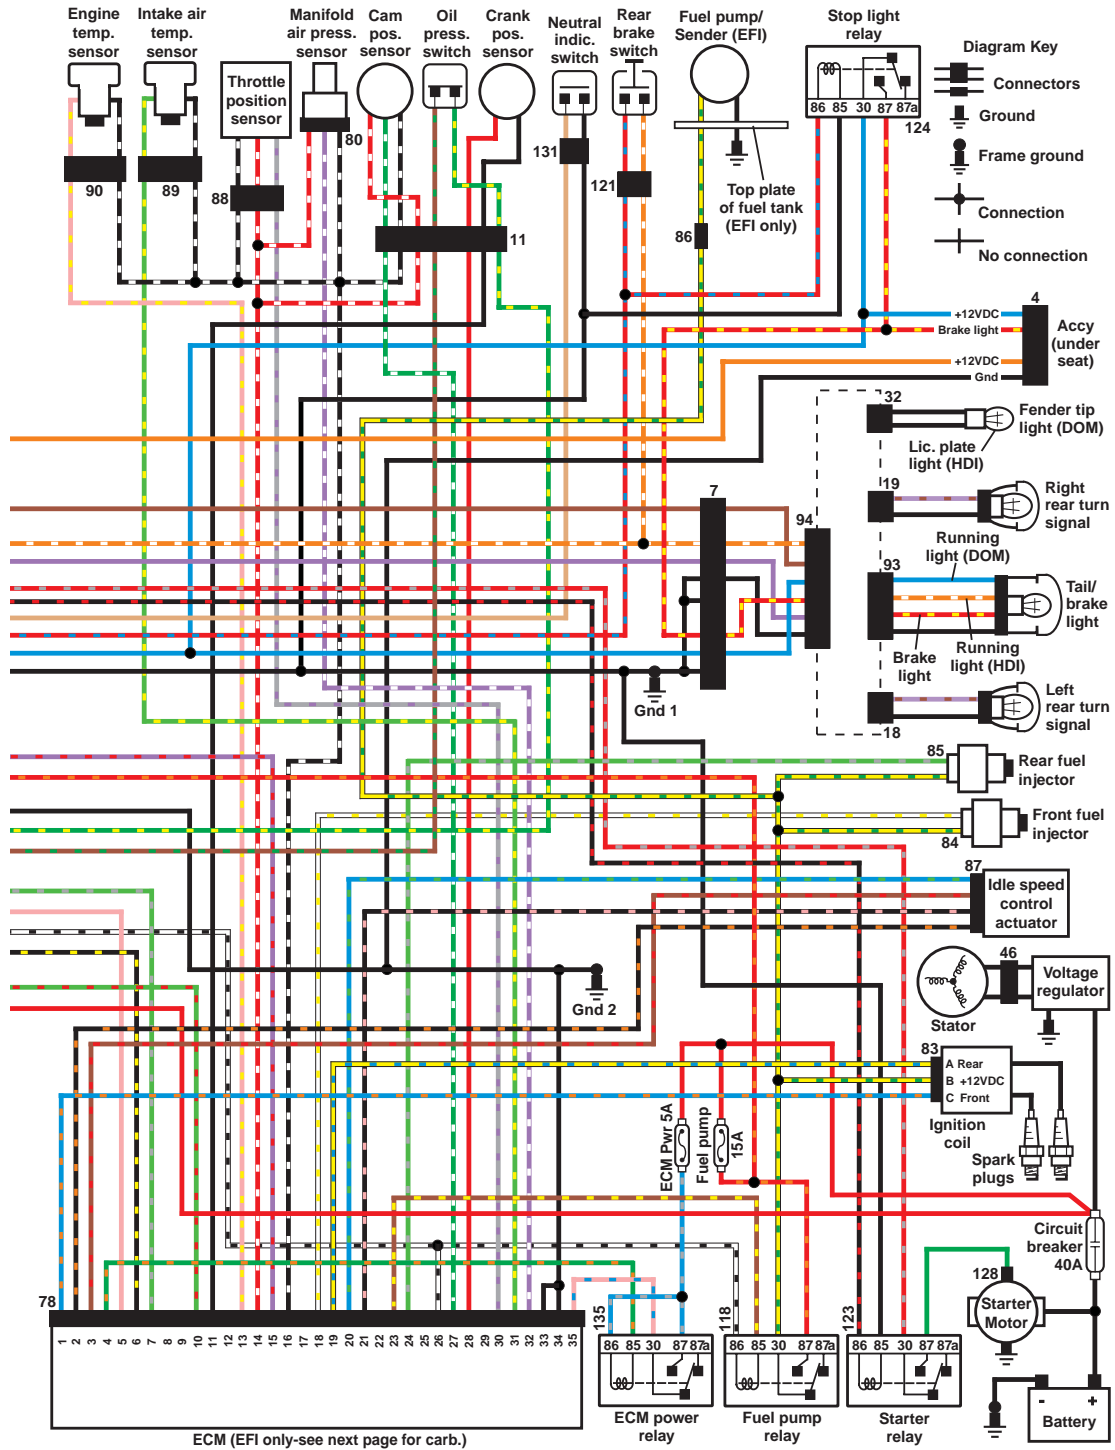 Engine
temp.
sensor
Intake air
temp.
sensor
Manifold
air press.
sensor
Cam
pos.
sensor
Oil
press.
switch
Crank
pos.
sensor
Neutral
indic.
switch
Rear
brake
switch
Fuel pump/
Sender (EFI)
Stop light
relay
Diagram Key
Connectors
Ground
Frame ground
Connection
No connection
Throttle
position
sensor
86 85 30 87 87a
124
80
131
121
90
89
88
11
86
Top plate
of fuel tank
(EFI only)
4
+12VDC
Brake light
+12VDC
Gnd
Accy
(under
seat)
32
Fender tip
light (DOM)
Lic. plate
light (HDI)
7
94
19
Right
rear turn
signal
Running
light (DOM)
93
Tail/
brake
light
Brake
light
Running
light (HDI)
Gnd 1
Left
rear turn
signal
18
85
Rear fuel
injector
Front fuel
injector
84
87
Idle speed
control
actuator
46
Voltage
regulator
Stator
Gnd 2
83
A Rear
B +12VDC
C Front
Ignition
coil
Spark
plugs
ECM Pwr 5A
Fuel pump
15A
Circuit
breaker
40A
128
Starter
Motor
78
135
118
123
1 2 3 4 5 6 7 8 9 10 11 12 13 14 15 16 17 18 19 20 21 22 23 24 25 26 27 28 29 30 31 32 33 34 35
86 85 30 87 87a
86 85 30 87 87a
86 85 30 87 87a
- +
Battery
ECM power
relay
Fuel pump
relay
Starter
relay
ECM (EFI only-see next page for carb.)